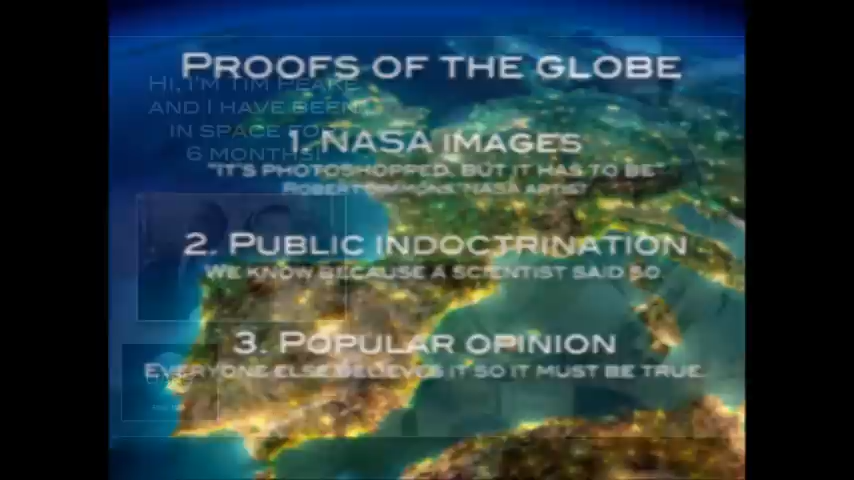 PROOFS OF THE GLOBE
HI, I'M TIM PEAKE
AND I HAVE BEEN
IN SPACE FOR
6 MONTHS!
1. NASA IMAGES
"IT'S PHOTOSHOPPED, BUT IT HAS TO BE"
ROBERT SIMMONS NASA ARTIST
2. PUBLIC INDOCTRINATION
WE KNOW BECAUSE A SCIENTIST SAID SO.
3. POPULAR OPINION
EVERYONE ELSE BELIEVES IT SO IT MUST BE TRUE.